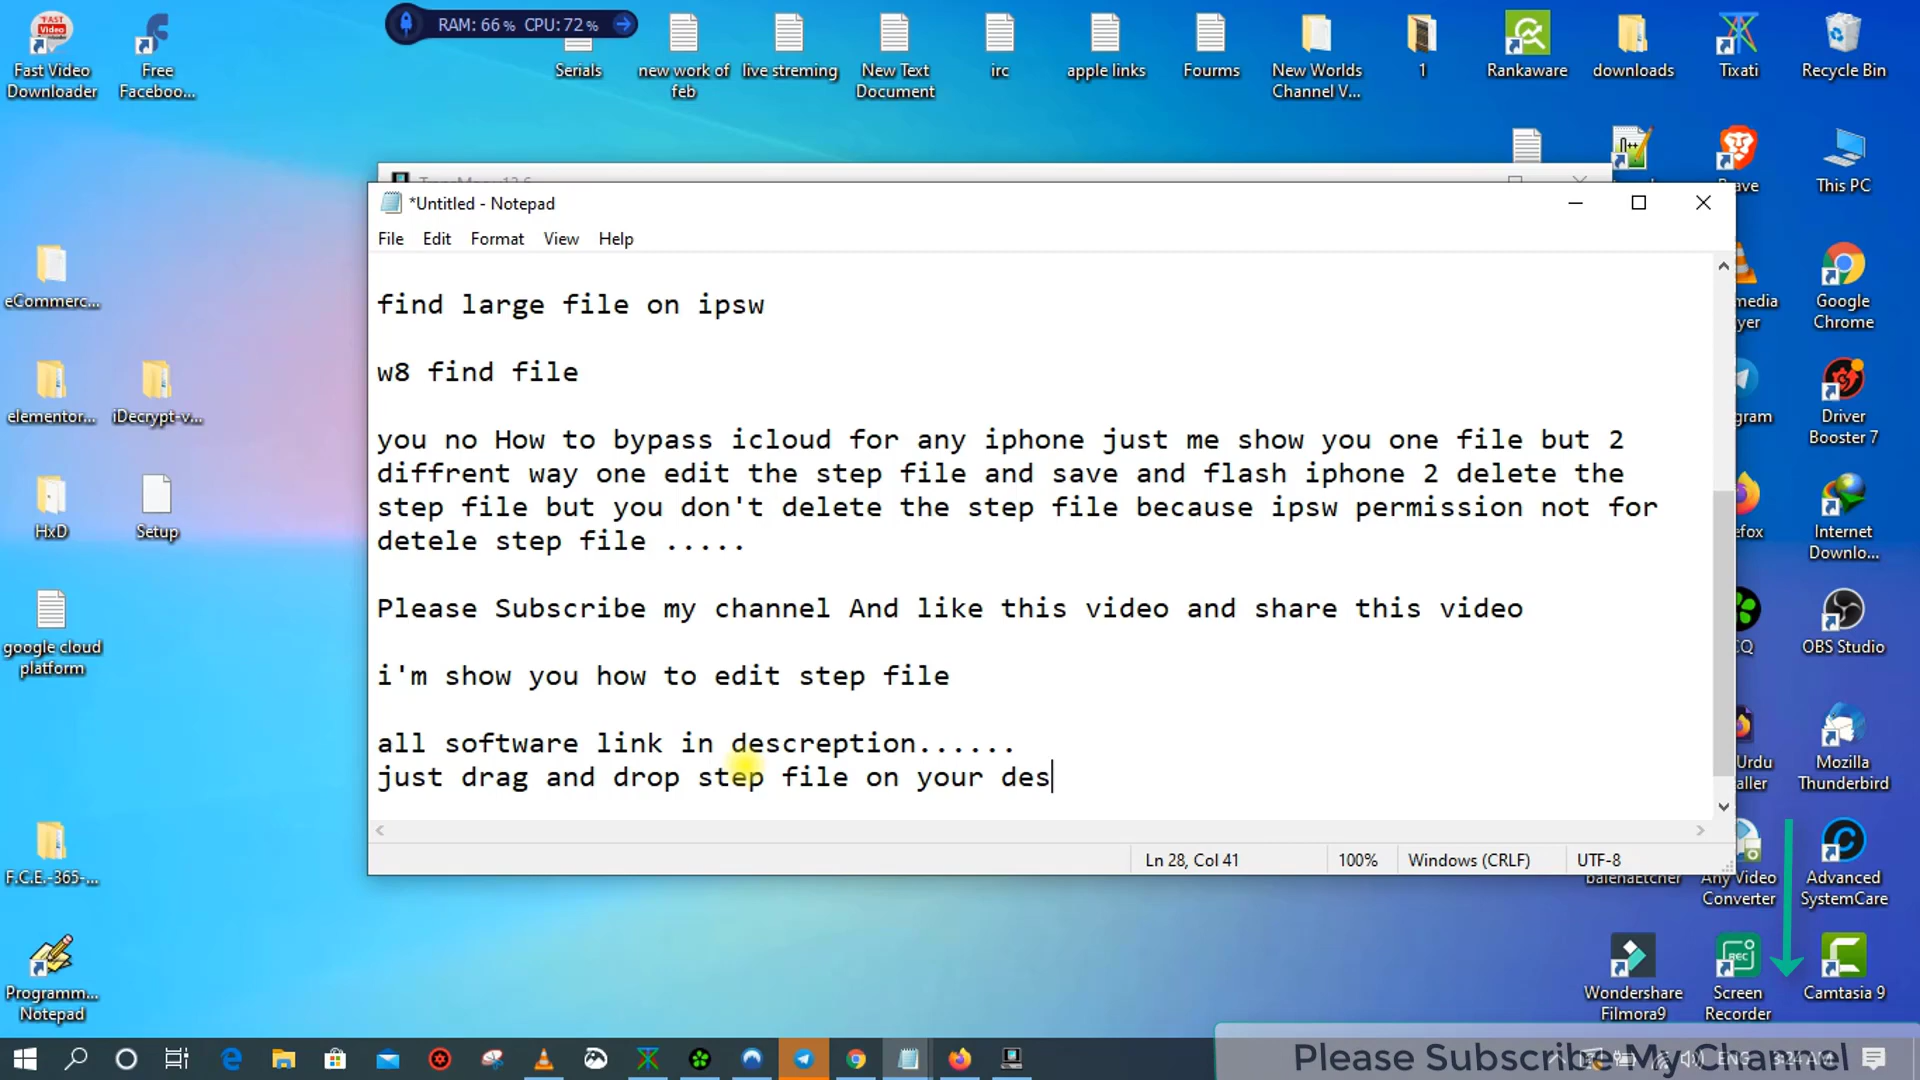 RAM: 66 % CPU: 72 %
Fast Video
Downloader
Free
Faceboo...
Serials
new work of
feb
live streming
New Text
Document
irc
apple links
Fourms
New Worlds
Channel V...
1
Rankaware
downloads
Tixati
Recycle Bin
This PC
*Untitled - Notepad
File Edit Format View Help
find large file on ipsw
w8 find file
you no How to bypass icloud for any iphone just me show you one file but 2
diffrent way one edit the step file and save and flash iphone 2 delete the
step file but you don't delete the step file because ipsw permission not for
detele step file .....
Please Subscribe my channel And like this video and share this video
i'm show you how to edit step file
all software link in descreption......
just drag and drop step file on your des
Ln 28, Col 41
100%
Windows (CRLF)
UTF-8
eCommerc...
elementor...
iDecrypt-v...
HxD
Setup
google cloud
platform
F.C.E.-365-...
Programm...
Notepad
Google
Chrome
Driver
Booster 7
Internet
Downlo...
OBS Studio
Mozilla
Thunderbird
balenaEtcher
Any Video
Converter
Advanced
SystemCare
Wondershare
Filmora9
Screen
Recorder
Camtasia 9
Please Subscribe My Channel
ENG
3:24 AM